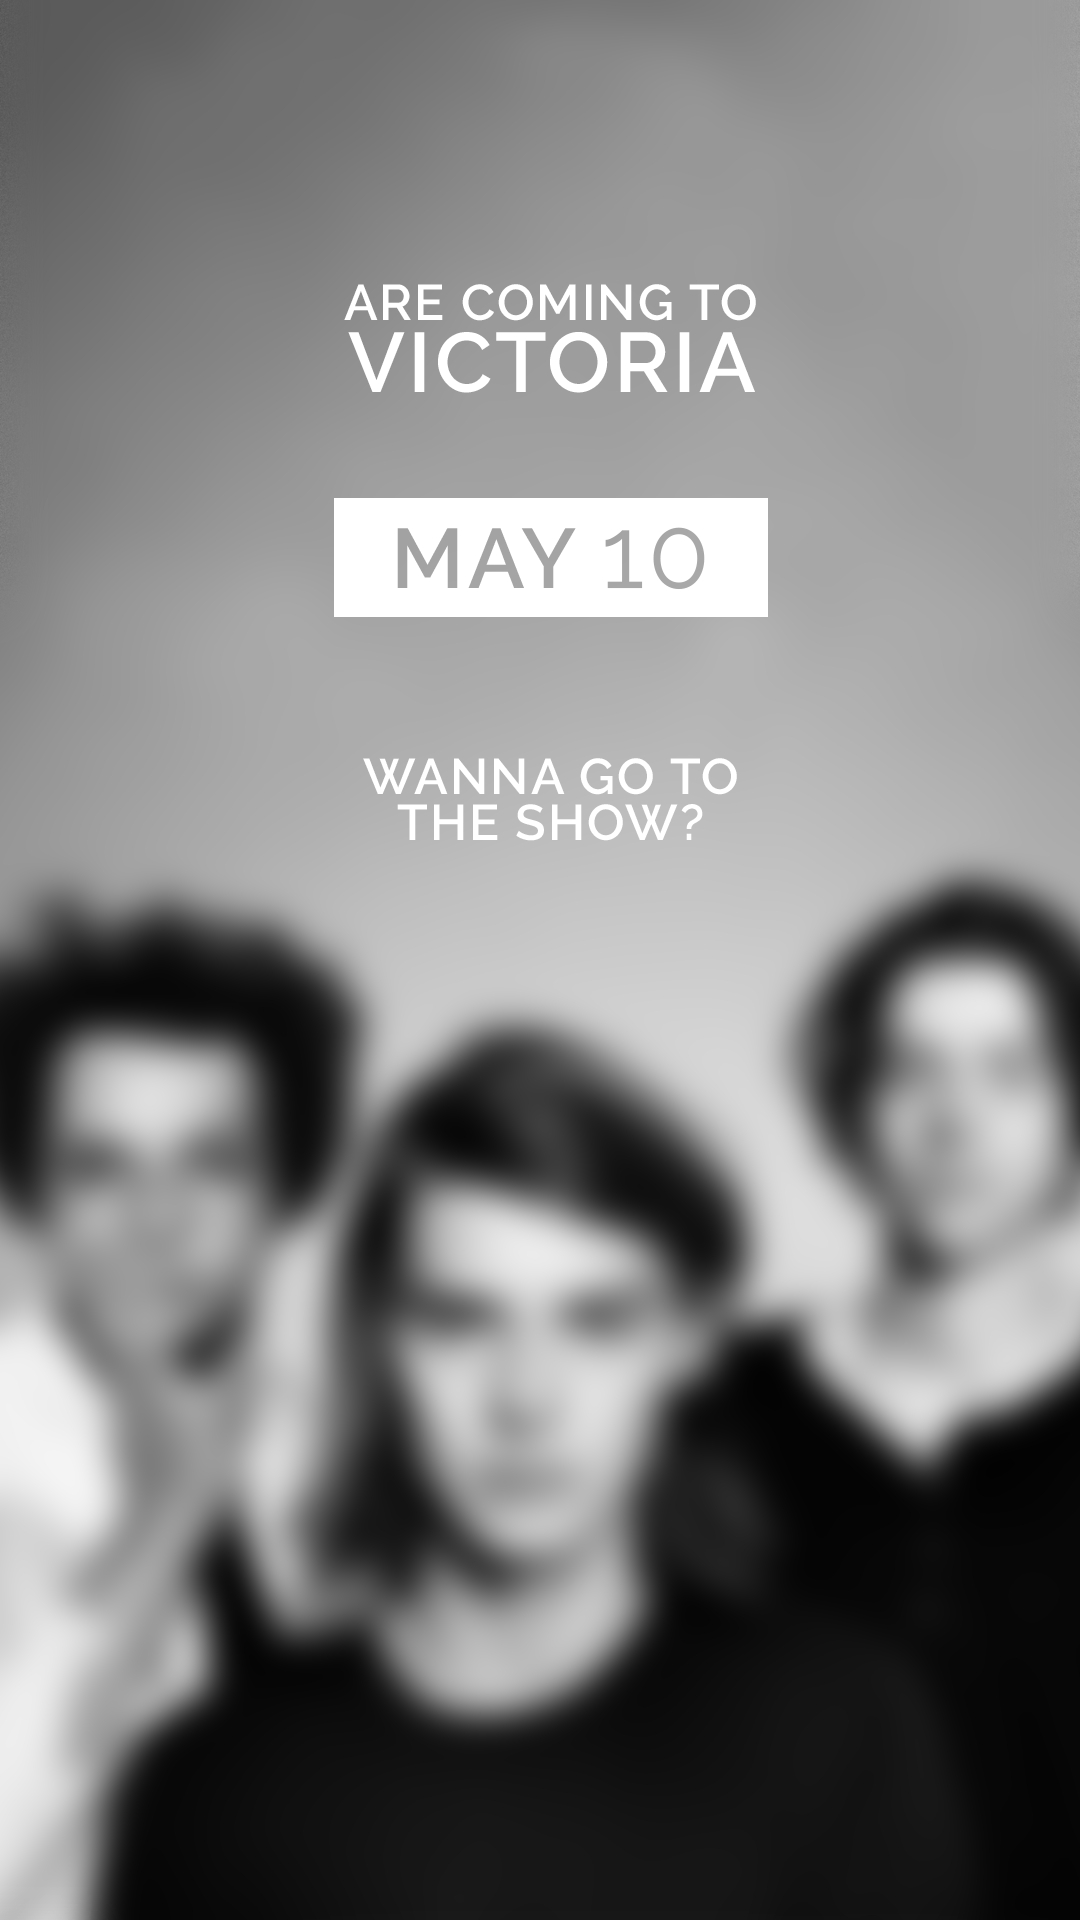 ARE COMING TO
VICTORIA
MAY 10
WANNA GO TO
THE SHOW?